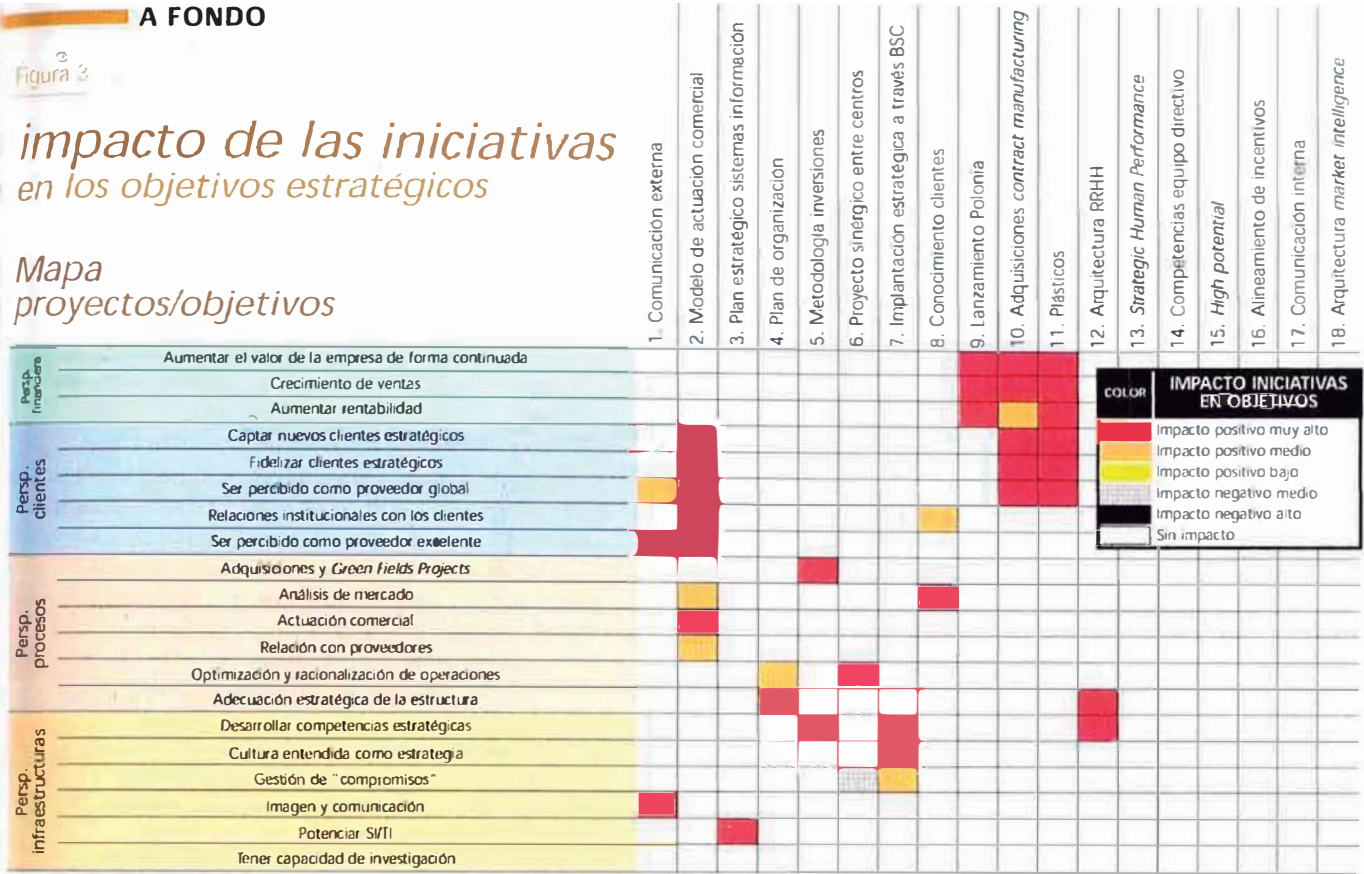 A FONDO
Figura 3
impacto de las iniciativas
en los objetivos estratégicos
Mapa
proyectos/objetivos
1. Comunicación externa
2. Modelo de actuación comercial
3. Plan estratégico sistemas información
4. Plan de organización
5. Metodología inversiones
6. Proyecto sinérgico entre centros
7. Implantación estratégica a través BSC
8. Conocimiento clientes
9. Lanzamiento Polonia
10. Adquisiciones contract manufacturing
11. Plásticos
12. Arquitectura RRHH
13. Strategic Human Performance
14. Competencias equipo directivo
15. High potential
16. Alineamiento de incentivos
17. Comunicación interna
18. Arquitectura market intelligence
Persp.
financiera
Aumentar el valor de la empresa de forma continuada
Crecimiento de ventas
Aumentar rentabilidad
Persp.
clientes
Captar nuevos clientes estratégicos
Fidelizar clientes estratégicos
Ser percibido como proveedor global
Relaciones institucionales con los clientes
Ser percibido como proveedor excelente
Persp.
procesos
Adquisiciones y Green Fields Projects
Análisis de mercado
Actuación comercial
Relación con proveedores
Optimización y racionalización de operaciones
Adecuación estratégica de la estructura
Persp.
infraestructuras
Desarrollar competencias estratégicas
Cultura entendida como estrategia
Gestión de "compromisos"
Imagen y comunicación
Potenciar SI/TI
Tener capacidad de investigación
COLOR
IMPACTO INICIATIVAS
EN OBJETIVOS
Impacto positivo muy alto
Impacto positivo medio
Impacto positivo bajo
Impacto negativo medio
Impacto negativo alto
Sin impacto